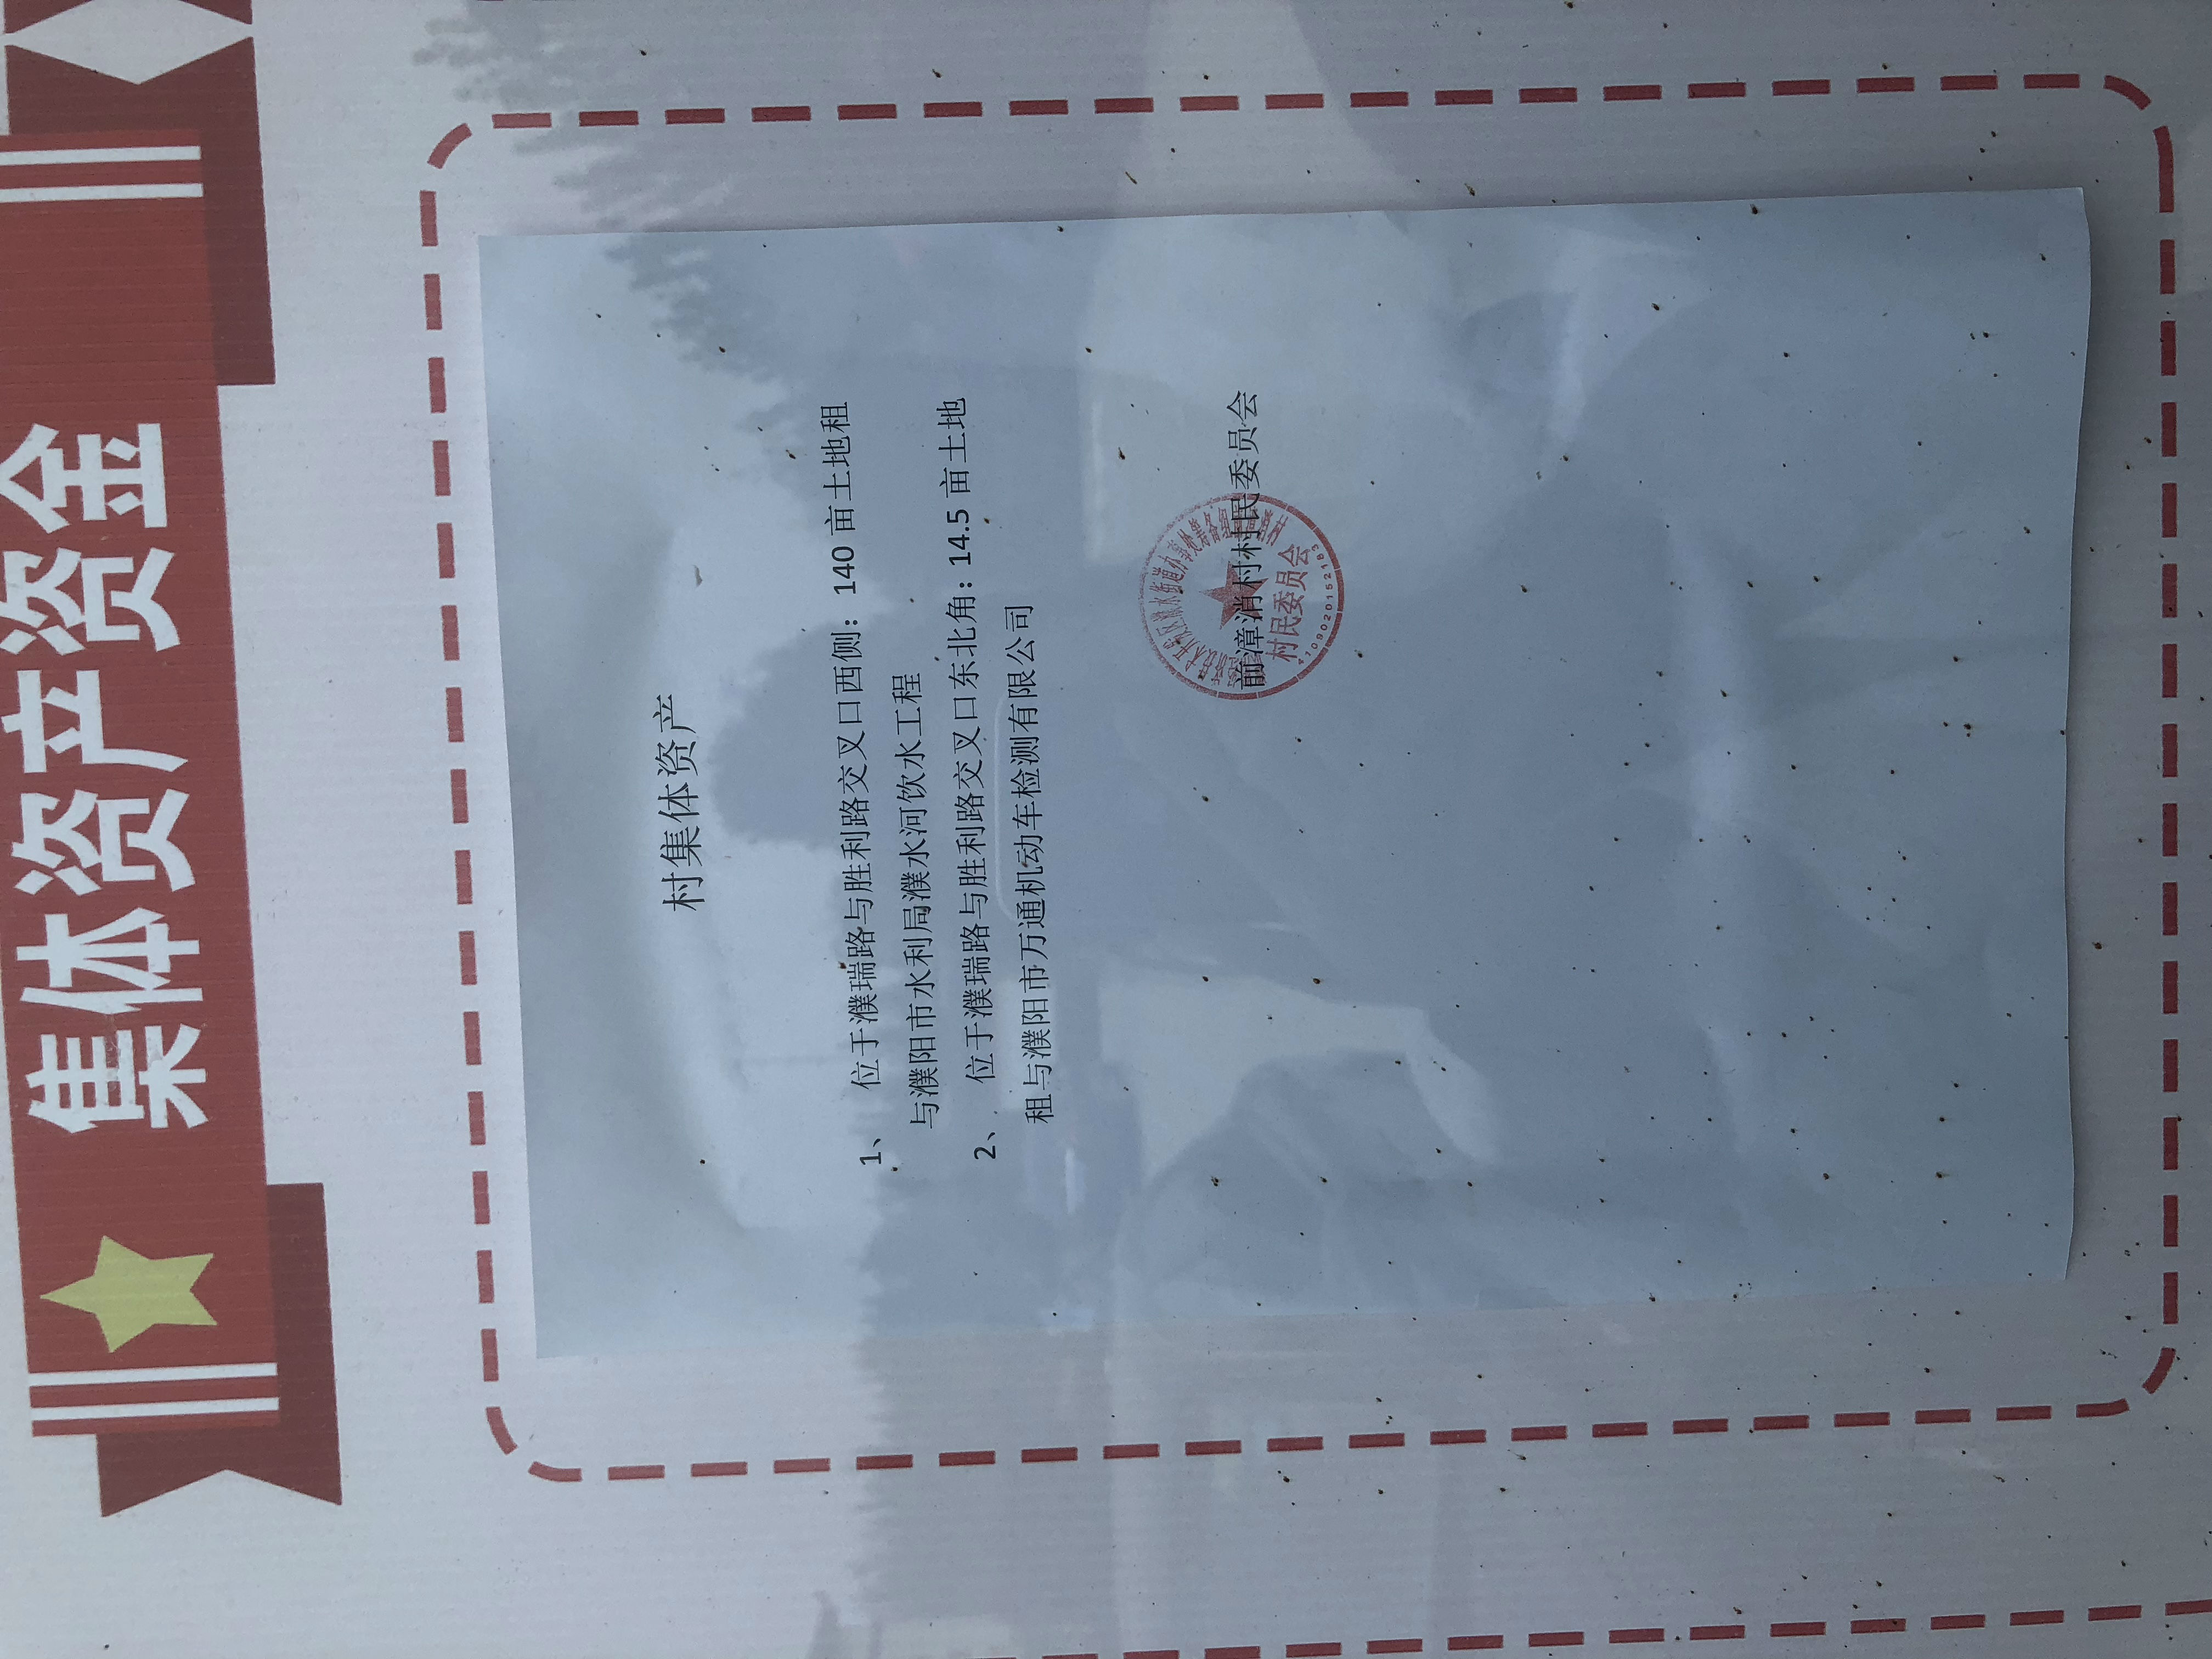 集体资产资金
村集体资产
1、 位于濮瑞路与胜利路交叉口西侧：140 亩土地租
与濮阳市水利局濮水河饮水工程
2、 位于濮瑞路与胜利路交叉口东北角：14.5 亩土地
租与濮阳市万通机动车检测有限公司
前漳消村村民委员会
村民委员会
4109020152183